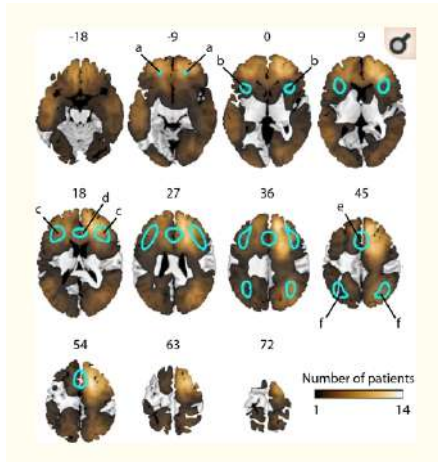 -18 -9 0 9
a a b b
18 27 36 45
c d c e
f f
54 63 72
Number of patients
1 14